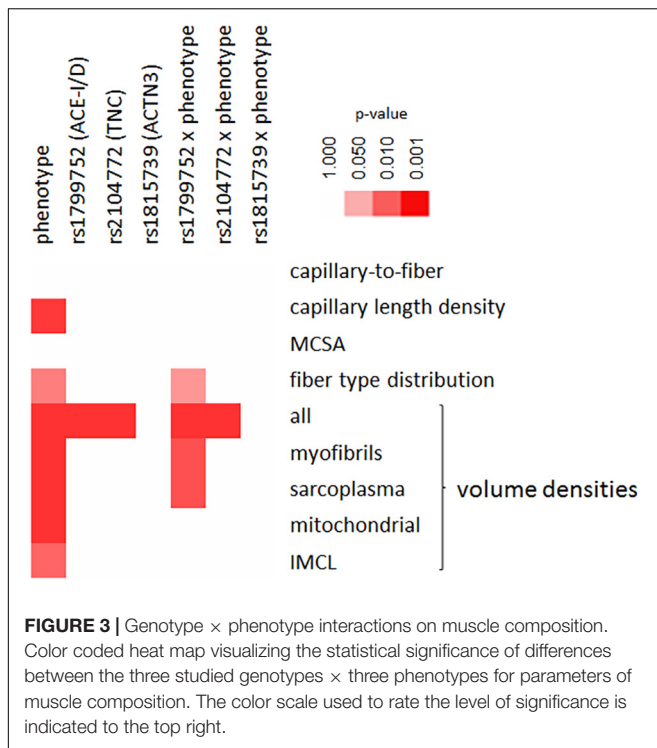 phenotype
rs1799752 (ACE-I/D)
rs2104772 (TNC)
rs1815739 (ACTN3)
rs1799752 x phenotype
rs2104772 x phenotype
rs1815739 x phenotype
p-value
1.000
0.050
0.010
0.001
capillary-to-fiber
capillary length density
MCSA
fiber type distribution
all
myofibrils
sarcoplasma
mitochondrial
IMCL
volume densities
FIGURE 3 | Genotype × phenotype interactions on muscle composition.
Color coded heat map visualizing the statistical significance of differences
between the three studied genotypes × three phenotypes for parameters of
muscle composition. The color scale used to rate the level of significance is
indicated to the top right.